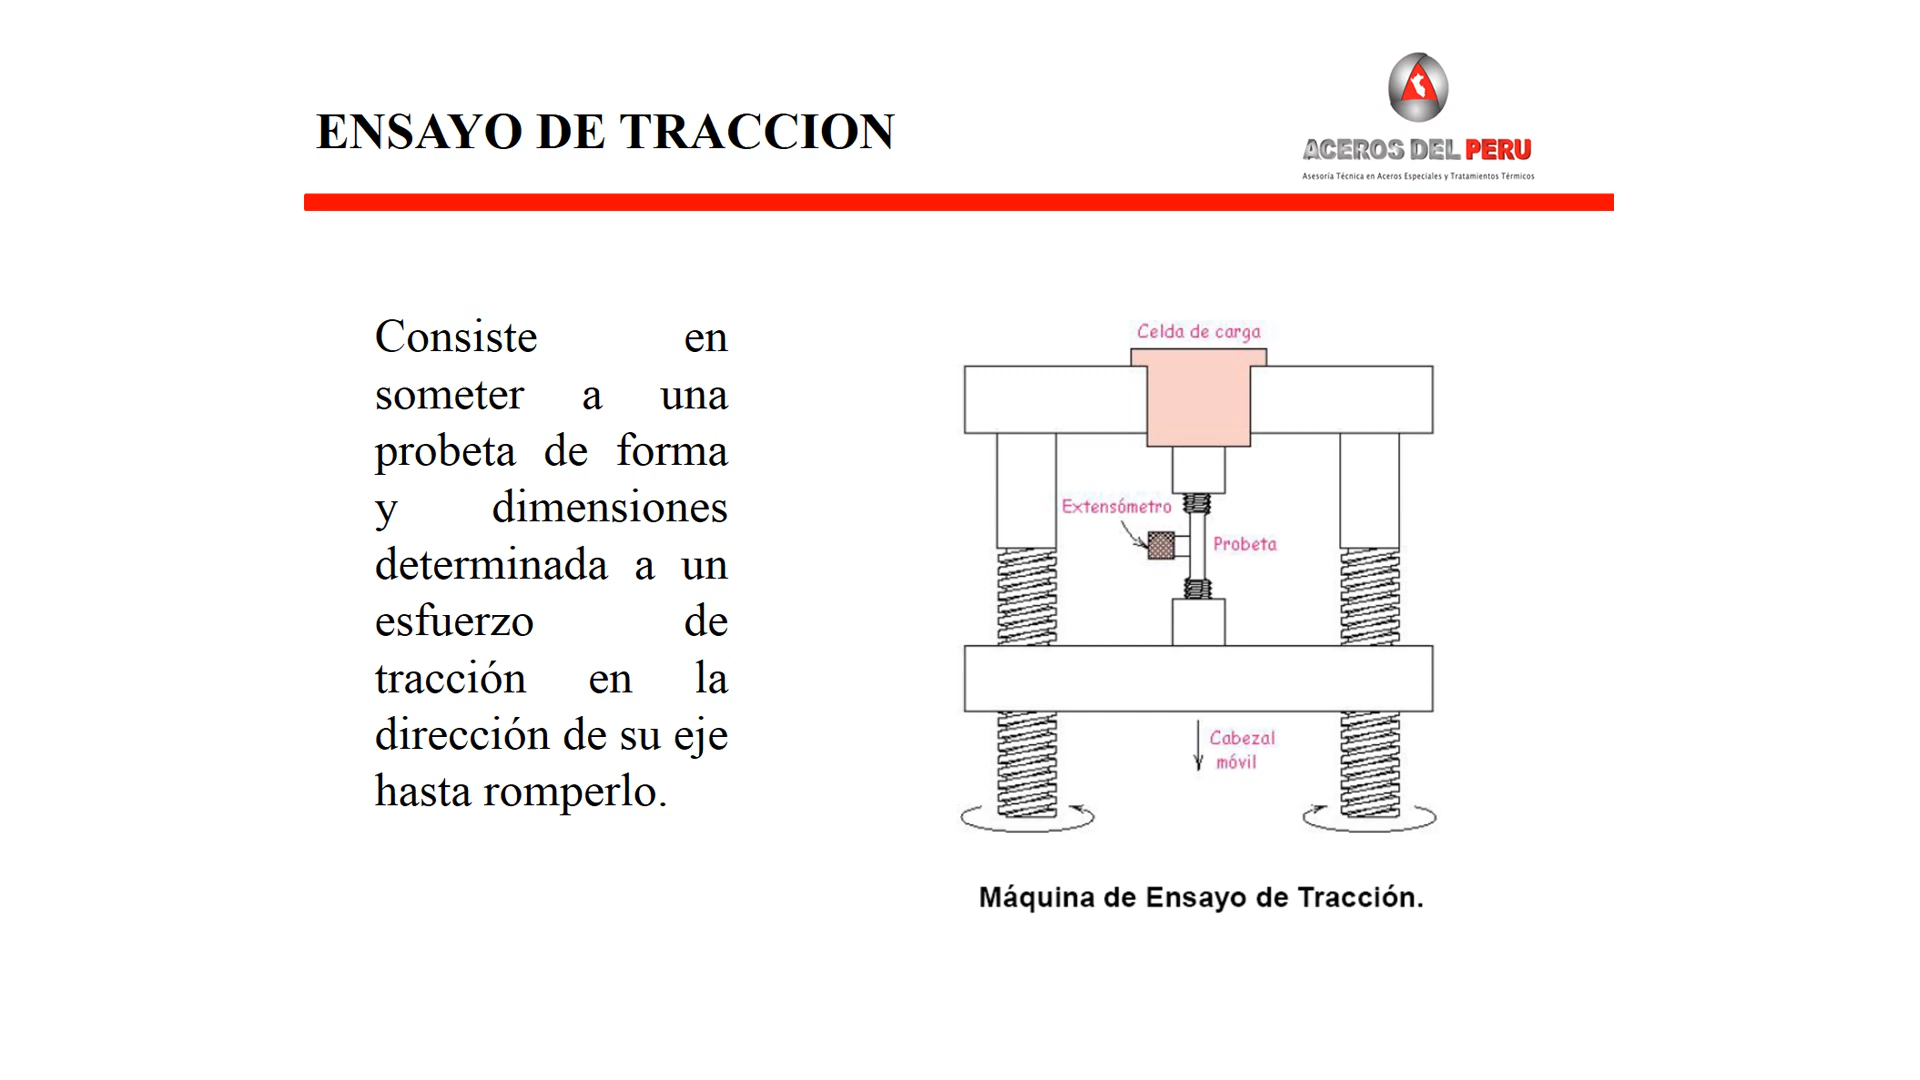 ENSAYO DE TRACCION
ACEROS DEL PERU
Asesoría Técnica en Aceros Especiales y Tratamientos Térmicos
Consiste en
someter a una
probeta de forma
y dimensiones
determinada a un
esfuerzo de
tracción en la
dirección de su eje
hasta romperlo.
Celda de carga
Extensómetro
Probeta
Cabezal
móvil
Máquina de Ensayo de Tracción.